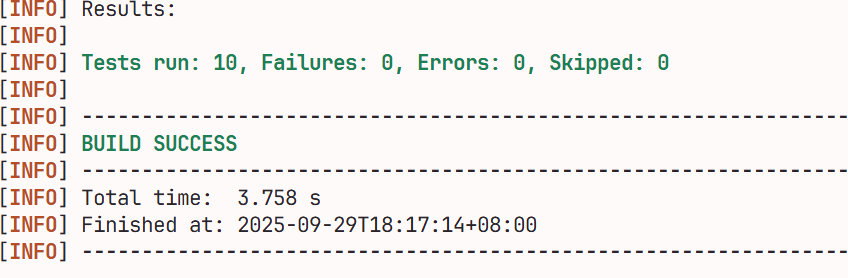 [INFO] Results:
[INFO]
[INFO] Tests run: 10, Failures: 0, Errors: 0, Skipped: 0
[INFO]
[INFO] ----------------------------------------------------------------
[INFO] BUILD SUCCESS
[INFO] ----------------------------------------------------------------
[INFO] Total time:  3.758 s
[INFO] Finished at: 2025-09-29T18:17:14+08:00
[INFO] ----------------------------------------------------------------